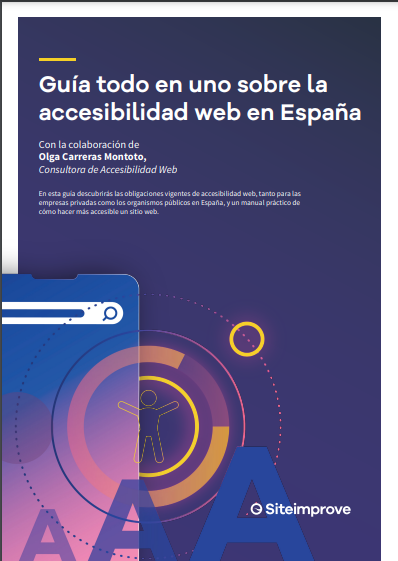 Guía todo en uno sobre la
accesibilidad web en España
Con la colaboración de
Olga Carreras Montoto,
Consultora de Accesibilidad Web
En esta guía descubrirás las obligaciones vigentes de accesibilidad web, tanto para las
empresas privadas como los organismos públicos en España, y un manual práctico de
cómo hacer más accesible un sitio web.
A A A
Siteimprove